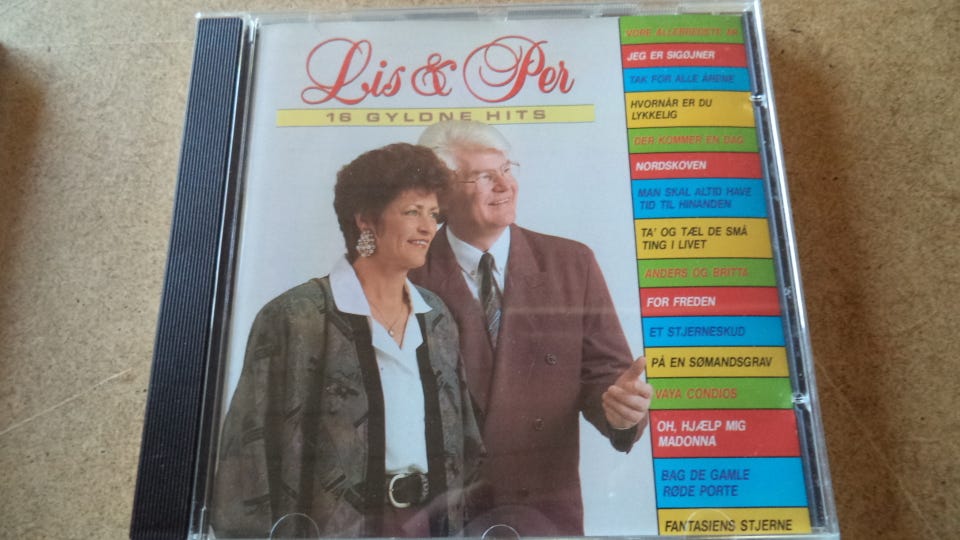 Lis & Per
16 GYLDNE HITS
VORE ALLERBEDSTE ÅR
JEG ER SIGØJNER
TAK FOR ALLE ÅRENE
HVORNÅR ER DU
LYKKELIG
DER KOMMER EN DAG
NORDSKOVEN
MAN SKAL ALTID HAVE
TID TIL HINANDEN
TA' OG TÆL DE SMÅ
TING I LIVET
ANDERS OG BRITTA
FOR FREDEN
ET STJERNESKUD
PÅ EN SØMANDSGRAV
VAYA CONDIOS
OH, HJÆLP MIG
MADONNA
BAG DE GAMLE
RØDE PORTE
FANTASIENS STJERNE